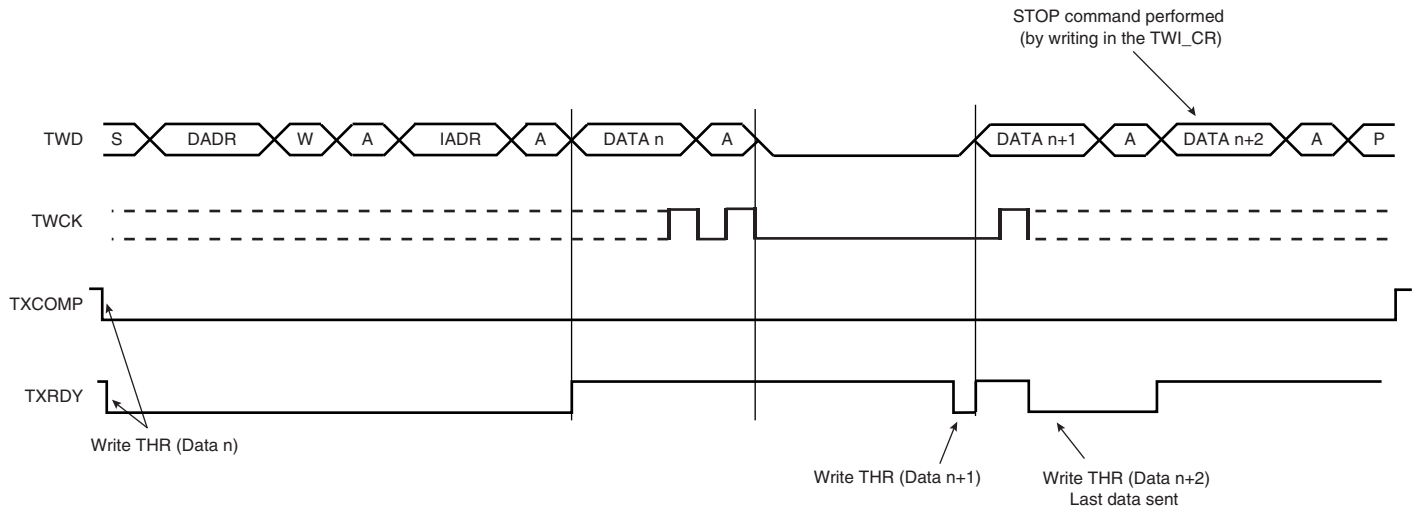 STOP command performed
(by writing in the TWI_CR)
TWD S DADR W A IADR A DATA n A DATA n+1 A DATA n+2 A P
TWCK
TXCOMP
TXRDY
Write THR (Data n)
Write THR (Data n+1)
Write THR (Data n+2)
Last data sent